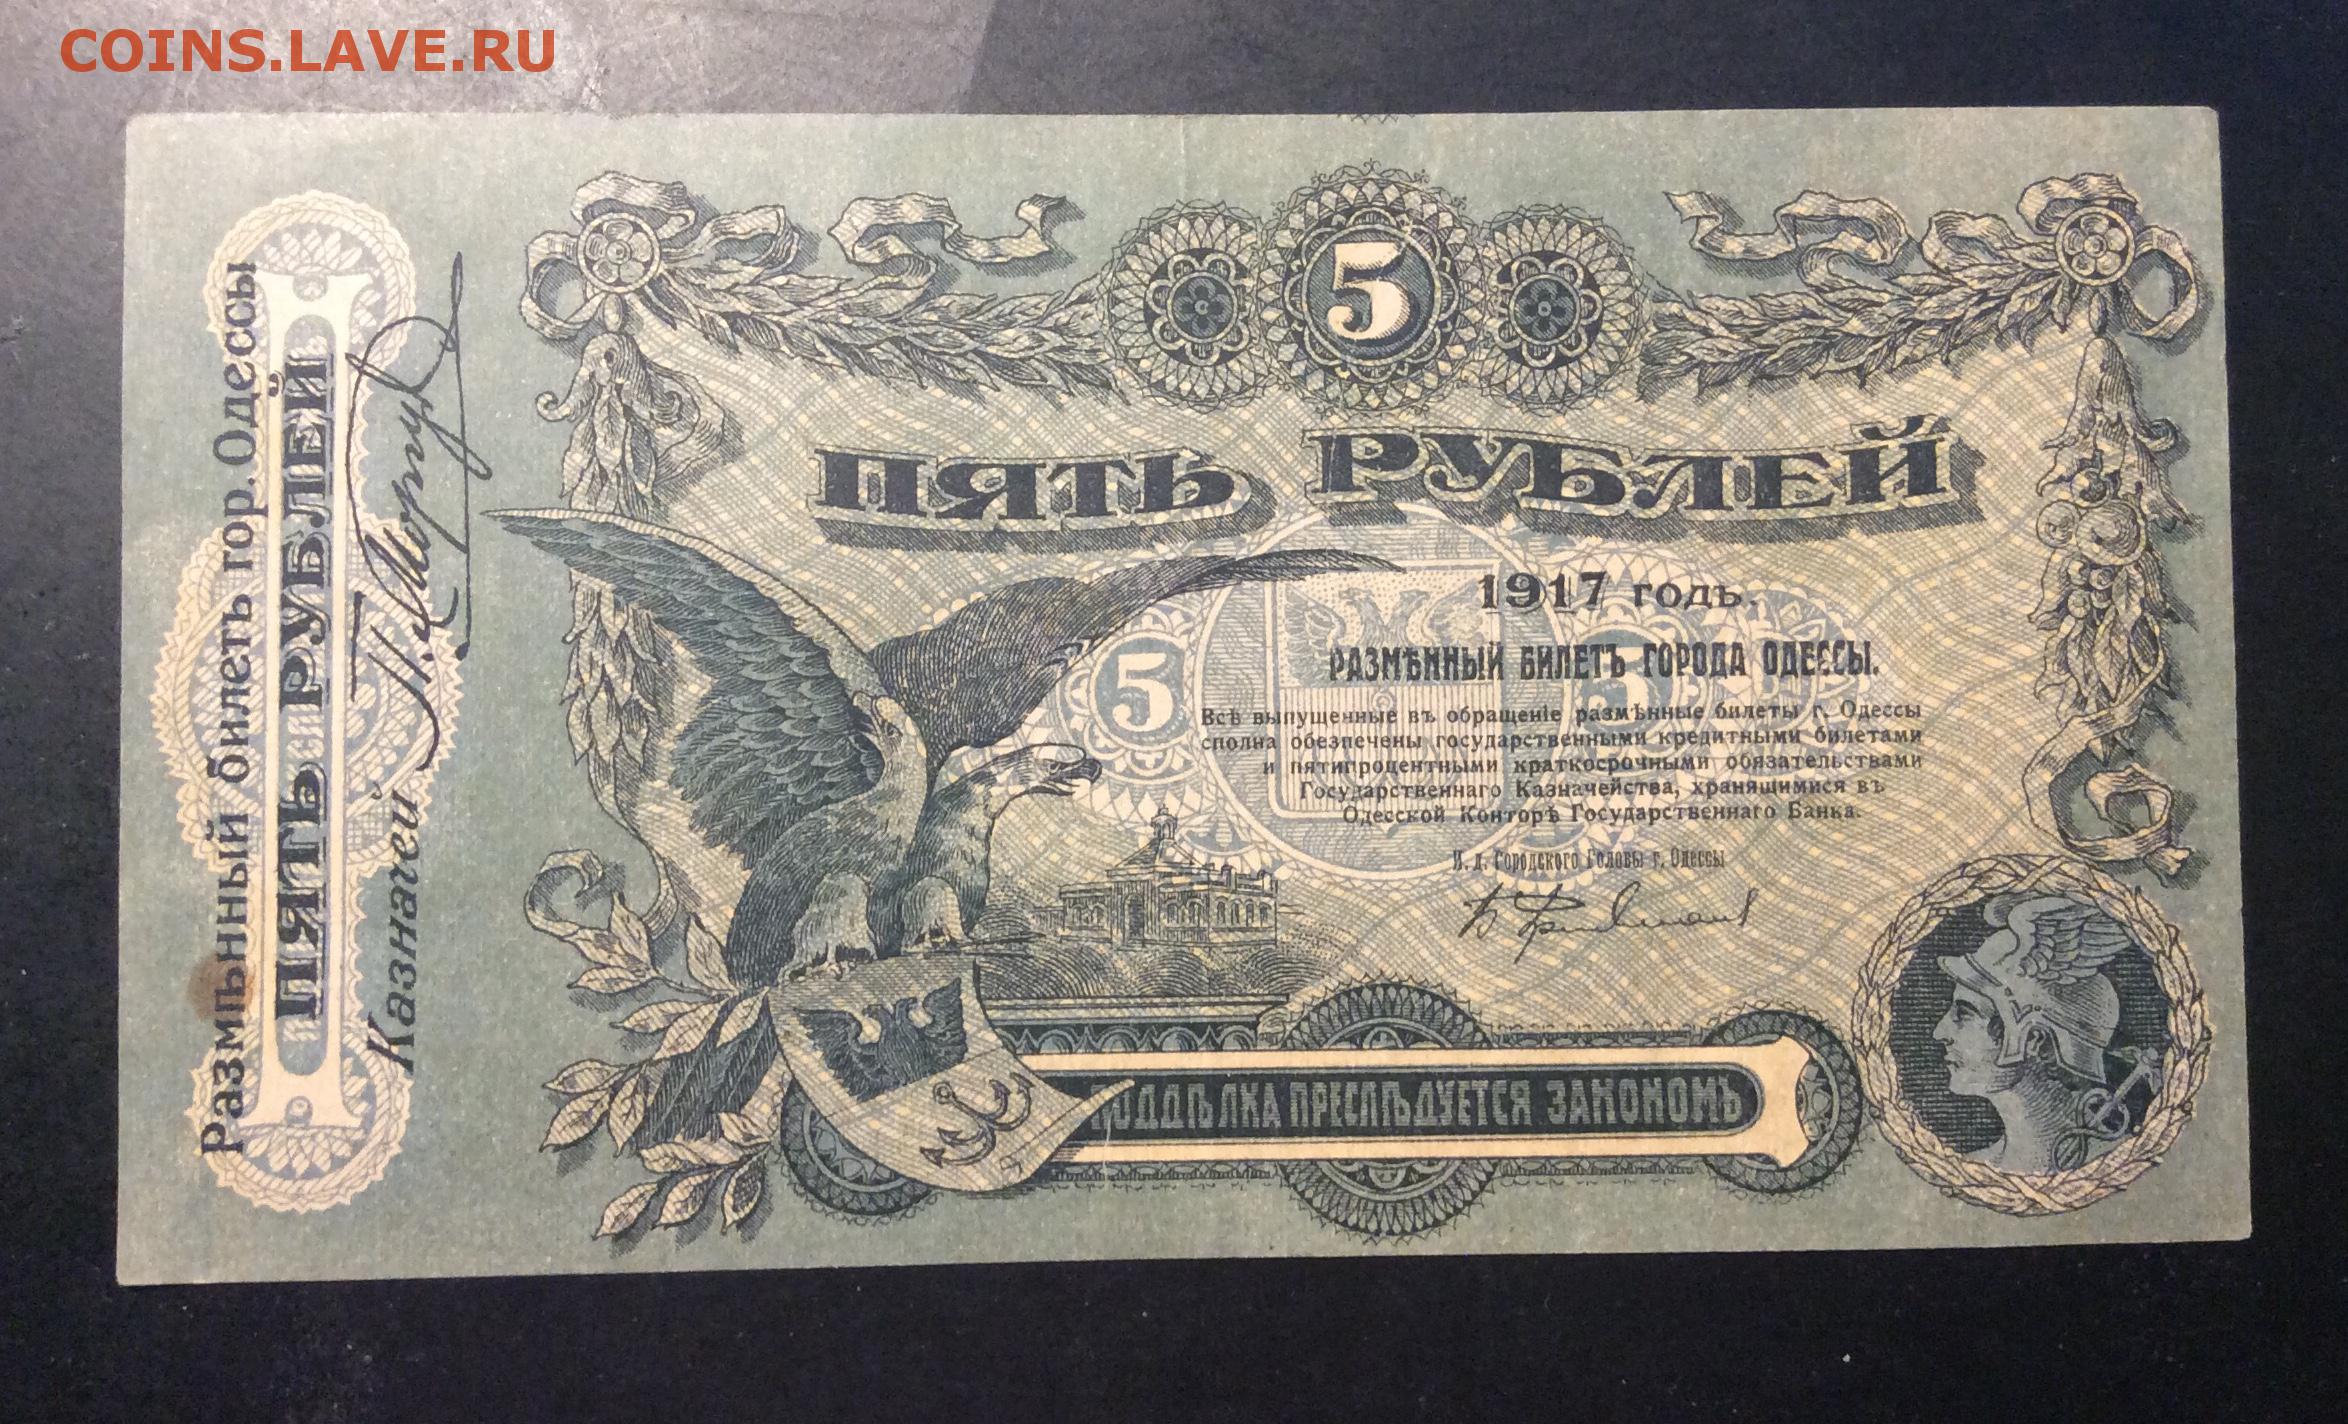 COINS.LAVE.RU
Размѣнный билетъ гор. Одессы
ПЯТЬ РУБЛЕЙ
Казначей
5
ПЯТЬ РУБЛЕЙ
1917 годъ.
РАЗМѢННЫЙ БИЛЕТЪ ГОРОДА ОДЕССЫ.
5
5
Всѣ выпущенные въ обращеніе размѣнные билеты г. Одессы
сполна обезпечены государственными кредитными билетами
и пятипроцентными краткосрочными обязательствами
Государственнаго Казначейства, хранящимися въ
Одесской Конторѣ Государственнаго Банка.
И. д. Городского Головы г. Одессы
ПОДДѢЛКА ПРЕСЛѢДУЕТСЯ ЗАКОНОМЪ